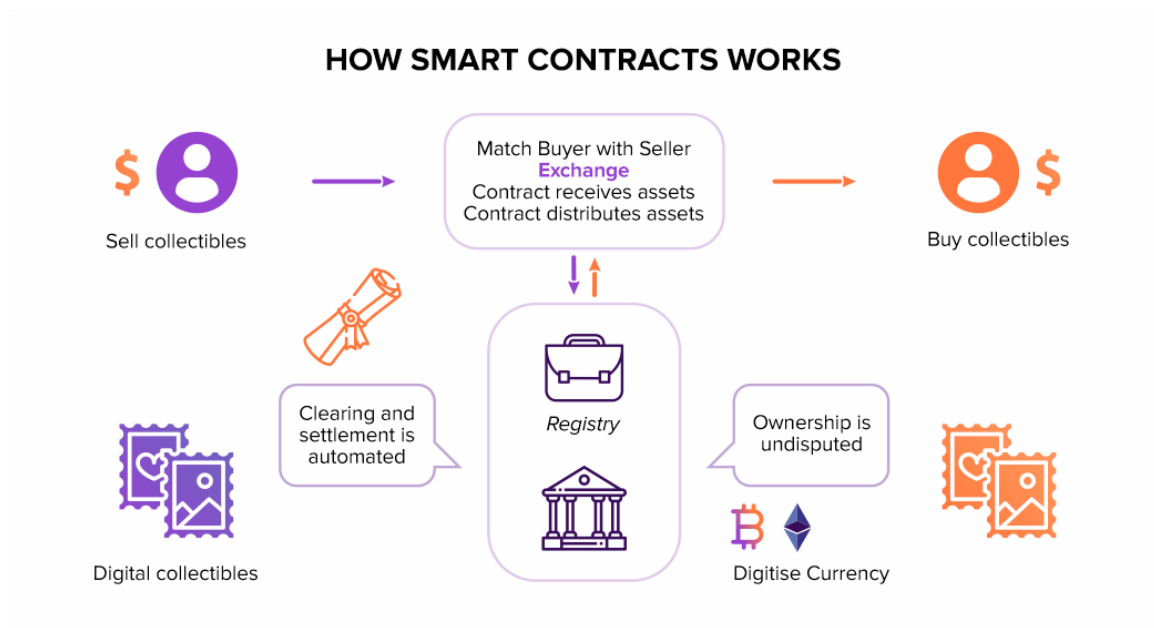 HOW SMART CONTRACTS WORKS
Match Buyer with Seller
Exchange
Contract receives assets
Contract distributes assets
Sell collectibles
Buy collectibles
Clearing and
settlement is
automated
Registry
Ownership is
undisputed
Digital collectibles
Digitise Currency